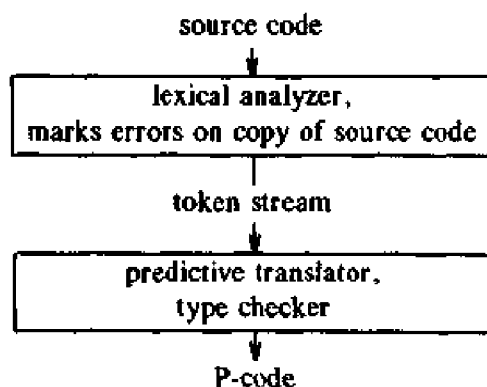 source code
lexical analyzer,
marks errors on copy of source code
token stream
predictive translator,
type checker
P-code